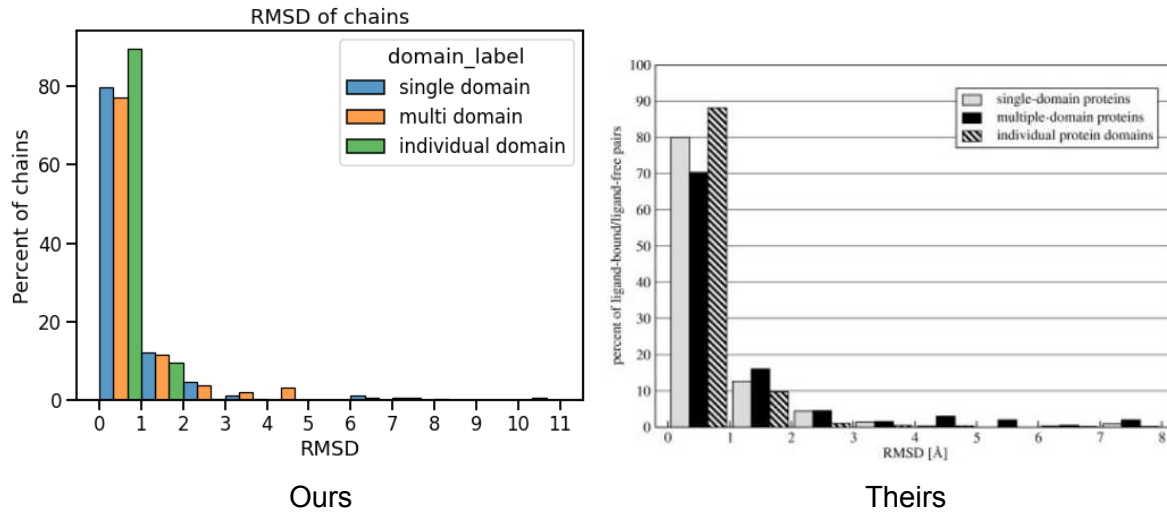 RMSD of chains
Percent of chains
80
60
40
20
0
domain_label
single domain
multi domain
individual domain
0 1 2 3 4 5 6 7 8 9 10 11
RMSD
Ours
percent of ligand-bound/ligand-free pairs
100
90
80
70
60
50
40
30
20
10
0
single-domain proteins
multiple-domain proteins
individual protein domains
0 1 2 3 4 5 6 7 8
RMSD [Å]
Theirs